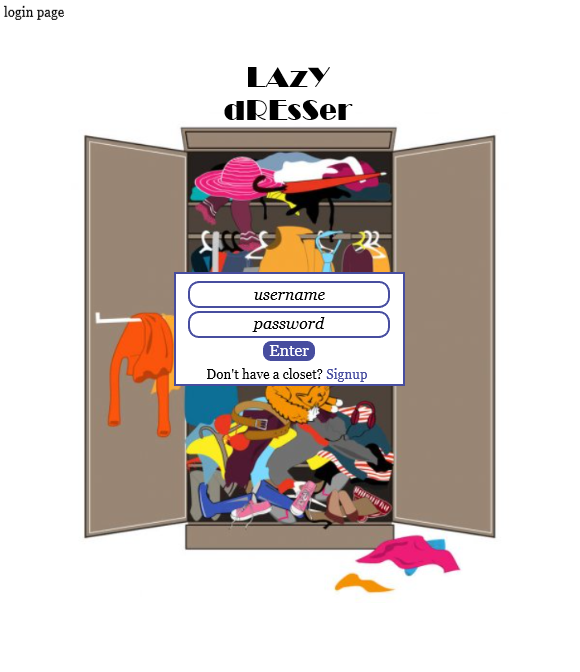 login page
LAzY
dREsSer
username
password
Enter
Don't have a closet? Signup